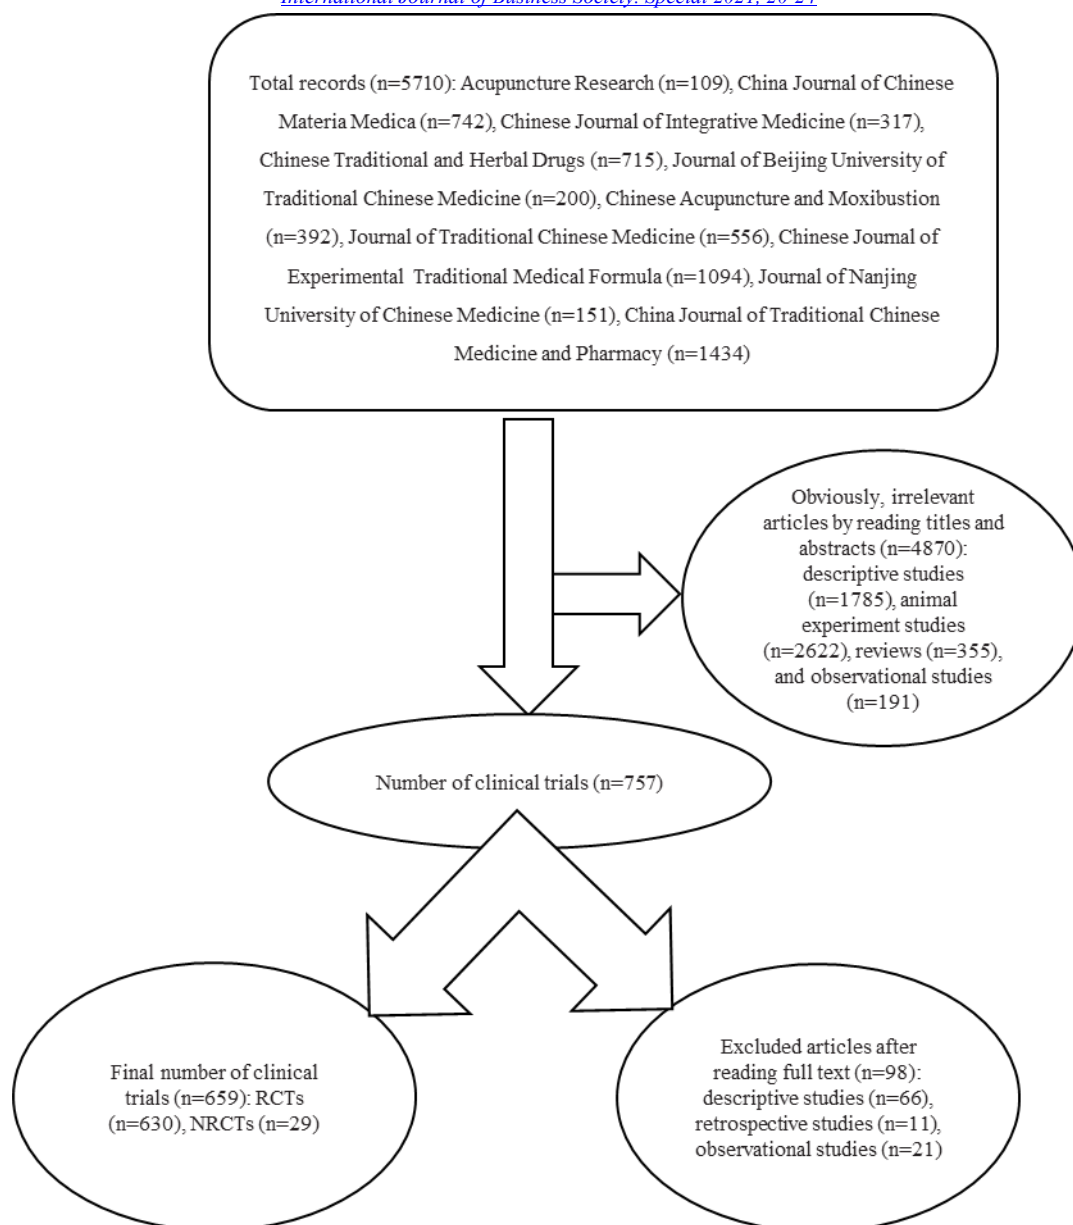 International Journal of Business Society. Special 2021, 20-24
Total records (n=5710): Acupuncture Research (n=109), China Journal of Chinese
Materia Medica (n=742), Chinese Journal of Integrative Medicine (n=317),
Chinese Traditional and Herbal Drugs (n=715), Journal of Beijing University of
Traditional Chinese Medicine (n=200), Chinese Acupuncture and Moxibustion
(n=392), Journal of Traditional Chinese Medicine (n=556), Chinese Journal of
Experimental Traditional Medical Formula (n=1094), Journal of Nanjing
University of Chinese Medicine (n=151), China Journal of Traditional Chinese
Medicine and Pharmacy (n=1434)
Obviously, irrelevant
articles by reading titles and
abstracts (n=4870):
descriptive studies
(n=1785), animal
experiment studies
(n=2622), reviews (n=355),
and observational studies
(n=191)
Number of clinical trials (n=757)
Final number of clinical
trials (n=659): RCTs
(n=630), NRCTs (n=29)
Excluded articles after
reading full text (n=98):
descriptive studies (n=66),
retrospective studies (n=11),
observational studies (n=21)